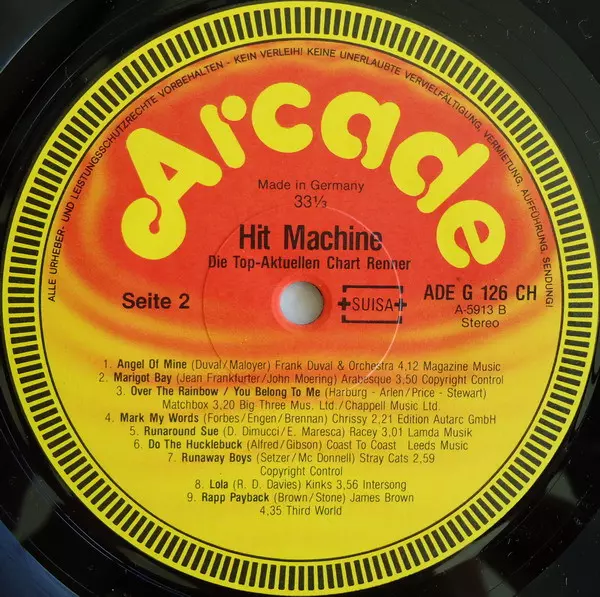 ALLE URHEBER- UND LEISTUNGSSCHUTZRECHTE VORBEHALTEN - KEIN VERLEIH! KEINE UNERLAUBTE VERVIELFÄLTIGUNG, VERMIETUNG, AUFFÜHRUNG, SENDUNG!
Arcade
Made in Germany
33⅓
Hit Machine
Die Top-Aktuellen Chart Renner
Seite 2
SUISA
ADE G 126 CH
A-5913 B
Stereo
1. Angel Of Mine (Duval/Maloyer) Frank Duval & Orchestra 4,12 Magazine Music
2. Marigot Bay (Jean Frankfurter/John Moering) Arabesque 3,50 Copyright Control
3. Over The Rainbow / You Belong To Me (Harburg - Arlen/Price - Stewart)
Matchbox 3,20 Big Three Mus. Ltd./Chappell Music Ltd.
4. Mark My Words (Forbes/Engen/Brennan) Chrissy 2,21 Edition Autarc GmbH
5. Runaround Sue (D. Dimucci/E. Maresca) Racey 3,01 Lamda Musik
6. Do The Hucklebuck (Alfred/Gibson) Coast To Coast Leeds Music
7. Runaway Boys (Setzer/Mc Donnell) Stray Cats 2,59
Copyright Control
8. Lola (R. D. Davies) Kinks 3,56 Intersong
9. Rapp Payback (Brown/Stone) James Brown
4,35 Third World